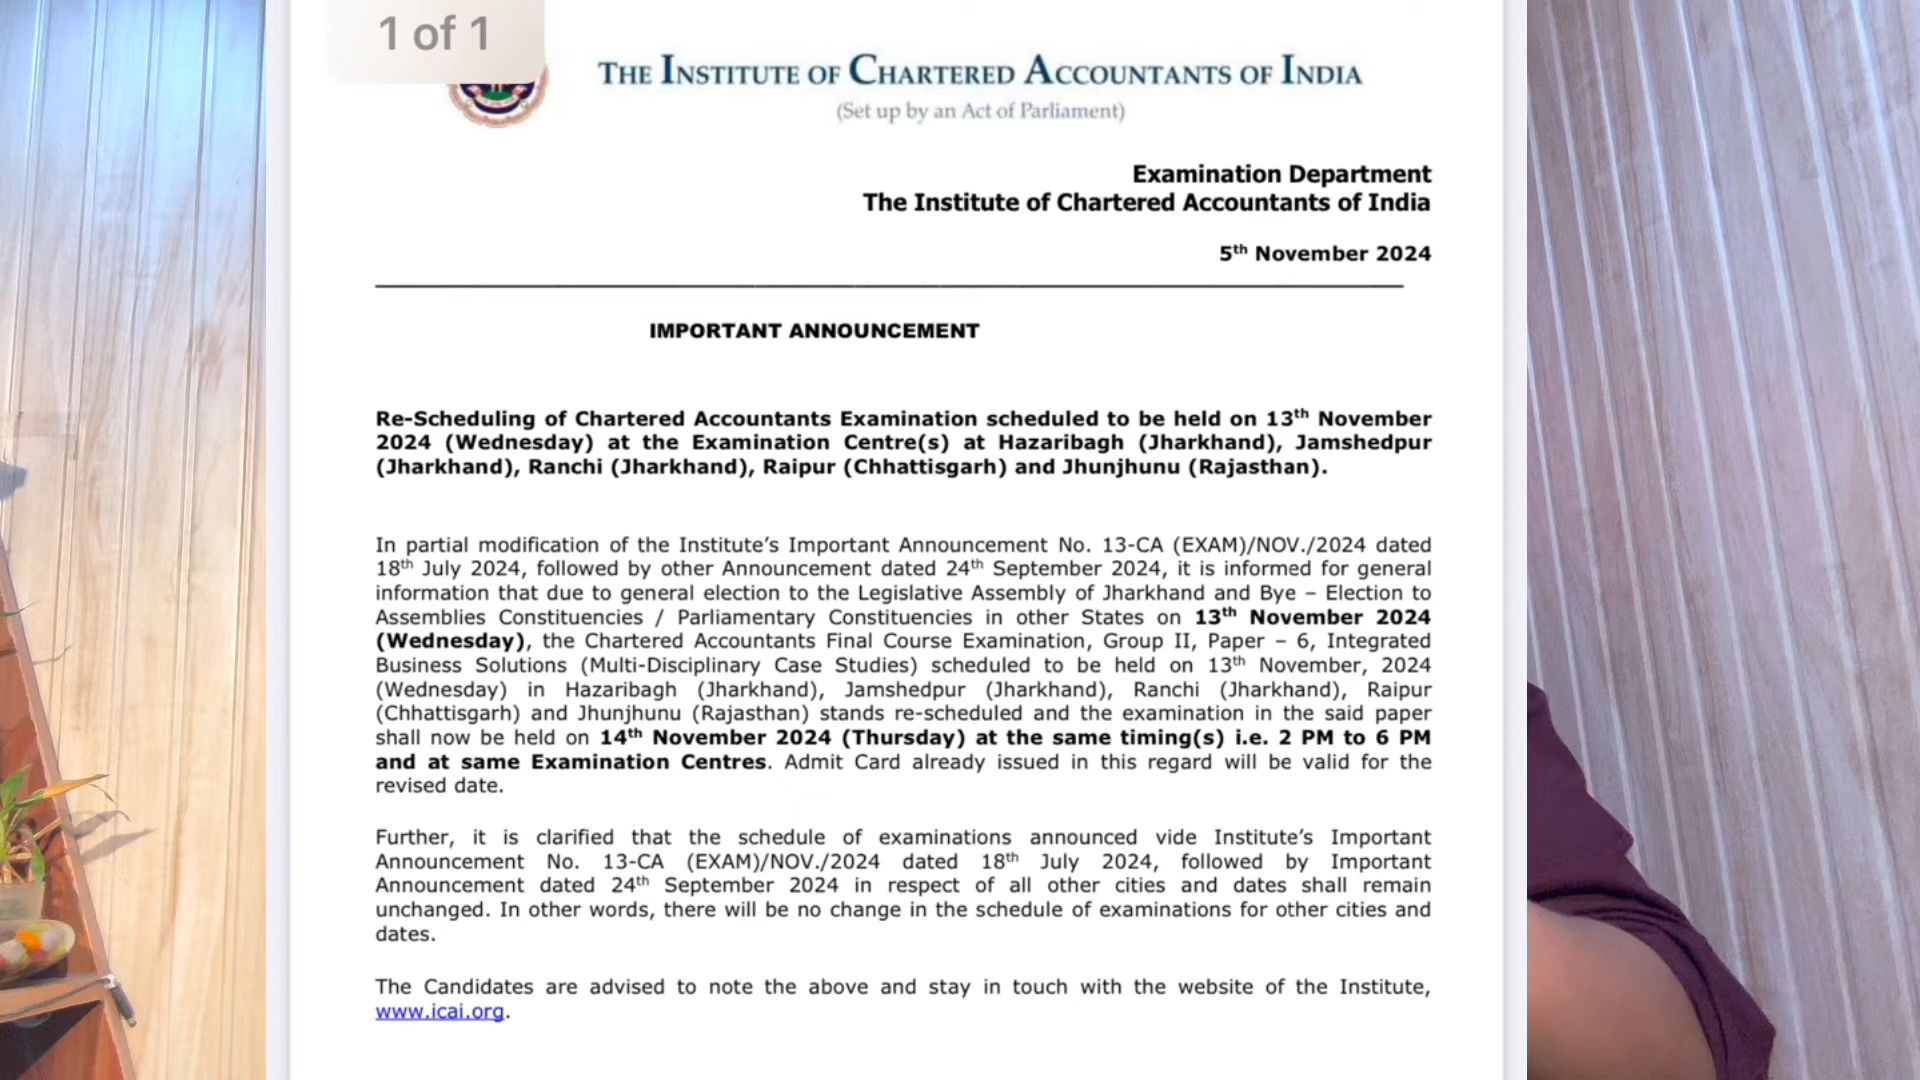 1 of 1
THE INSTITUTE OF CHARTERED ACCOUNTANTS OF INDIA
(Set up by an Act of Parliament)
Examination Department
The Institute of Chartered Accountants of India
5th November 2024
IMPORTANT ANNOUNCEMENT
Re-Scheduling of Chartered Accountants Examination scheduled to be held on 13th November
2024 (Wednesday) at the Examination Centre(s) at Hazaribagh (Jharkhand), Jamshedpur
(Jharkhand), Ranchi (Jharkhand), Raipur (Chhattisgarh) and Jhunjhunu (Rajasthan).
In partial modification of the Institute’s Important Announcement No. 13-CA (EXAM)/NOV./2024 dated
18th July 2024, followed by other Announcement dated 24th September 2024, it is informed for general
information that due to general election to the Legislative Assembly of Jharkhand and Bye – Election to
Assemblies Constituencies / Parliamentary Constituencies in other States on 13th November 2024
(Wednesday), the Chartered Accountants Final Course Examination, Group II, Paper – 6, Integrated
Business Solutions (Multi-Disciplinary Case Studies) scheduled to be held on 13th November, 2024
(Wednesday) in Hazaribagh (Jharkhand), Jamshedpur (Jharkhand), Ranchi (Jharkhand), Raipur
(Chhattisgarh) and Jhunjhunu (Rajasthan) stands re-scheduled and the examination in the said paper
shall now be held on 14th November 2024 (Thursday) at the same timing(s) i.e. 2 PM to 6 PM
and at same Examination Centres. Admit Card already issued in this regard will be valid for the
revised date.
Further, it is clarified that the schedule of examinations announced vide Institute’s Important
Announcement No. 13-CA (EXAM)/NOV./2024 dated 18th July 2024, followed by Important
Announcement dated 24th September 2024 in respect of all other cities and dates shall remain
unchanged. In other words, there will be no change in the schedule of examinations for other cities and
dates.
The Candidates are advised to note the above and stay in touch with the website of the Institute,
www.icai.org.